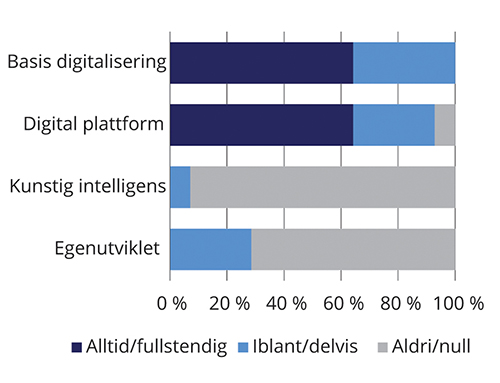 Basis digitalisering
Digital plattform
Kunstig intelligens
Egenutviklet
0 % 20 % 40 % 60 % 80 % 100 %
Alltid/fullstendig Iblant/delvis Aldri/null